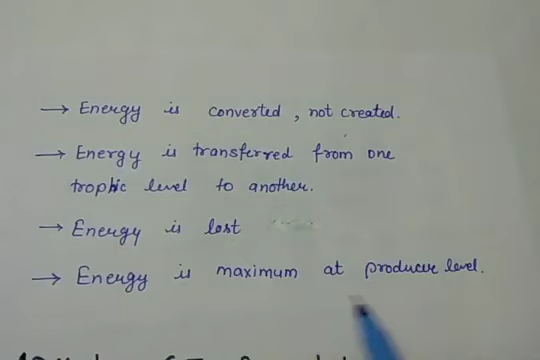 → Energy is converted, not created.
→ Energy is transferred from one
trophic level to another.
→ Energy is lost
→ Energy is maximum at producer level.